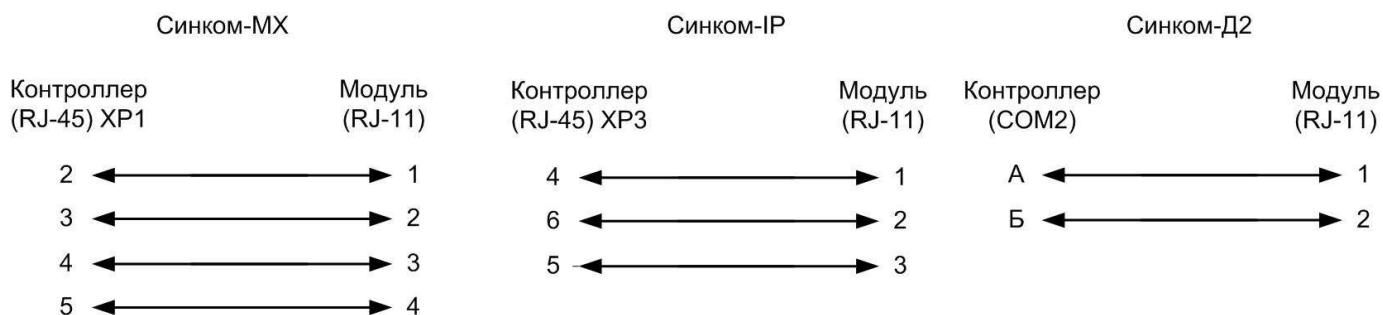 Синком-МХ
Контроллер Модуль
(RJ-45) XP1 (RJ-11)
2 1
3 2
4 3
5 4
Синком-IP
Контроллер Модуль
(RJ-45) XP3 (RJ-11)
4 1
6 2
5 3
Синком-Д2
Контроллер Модуль
(COM2) (RJ-11)
А 1
Б 2